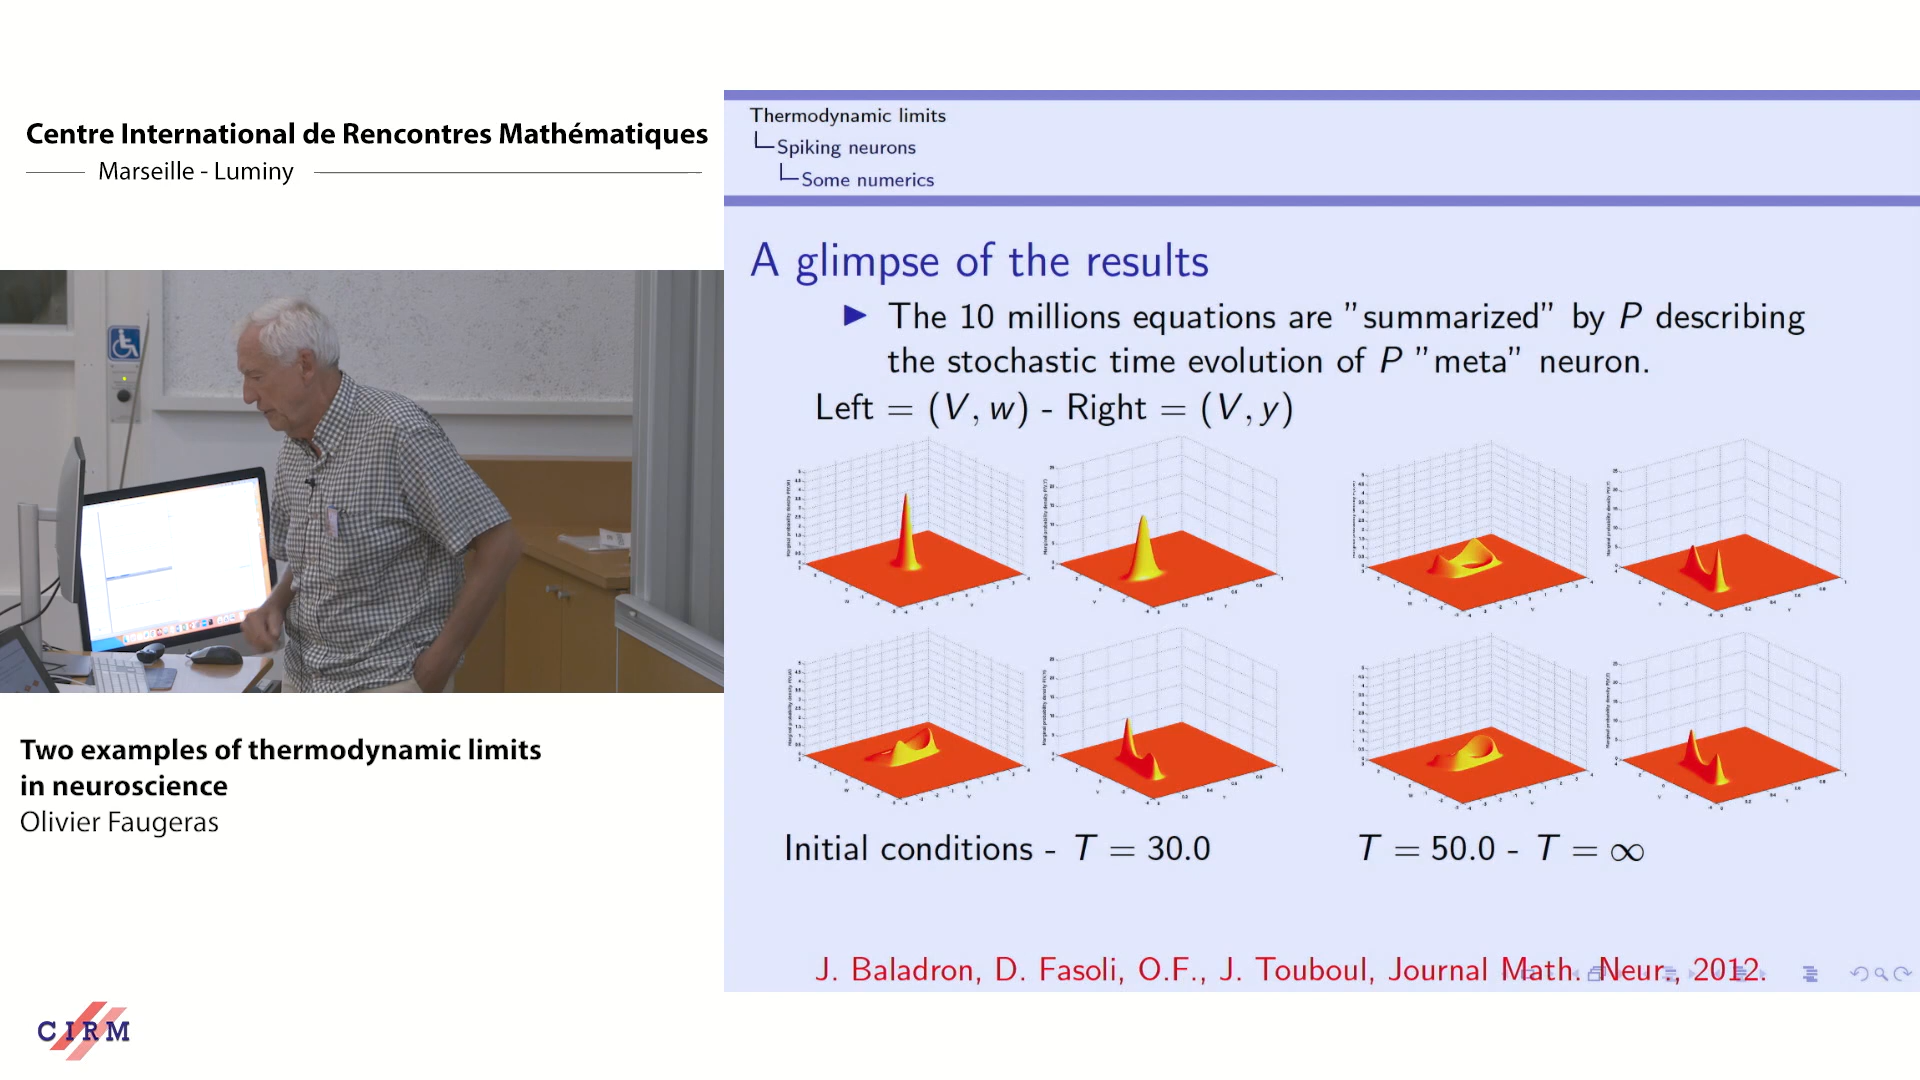 Centre International de Rencontres Mathématiques
Marseille - Luminy
Thermodynamic limits
Spiking neurons
Some numerics
A glimpse of the results
The 10 millions equations are "summarized" by P describing
the stochastic time evolution of P "meta" neuron.
Left = (V, w) - Right = (V, y)
Initial conditions - T = 30.0
T = 50.0 - T = ∞
J. Baladron, D. Fasoli, O.F., J. Touboul, Journal Math. Neur., 2012.
Two examples of thermodynamic limits
in neuroscience
Olivier Faugeras
CIRM